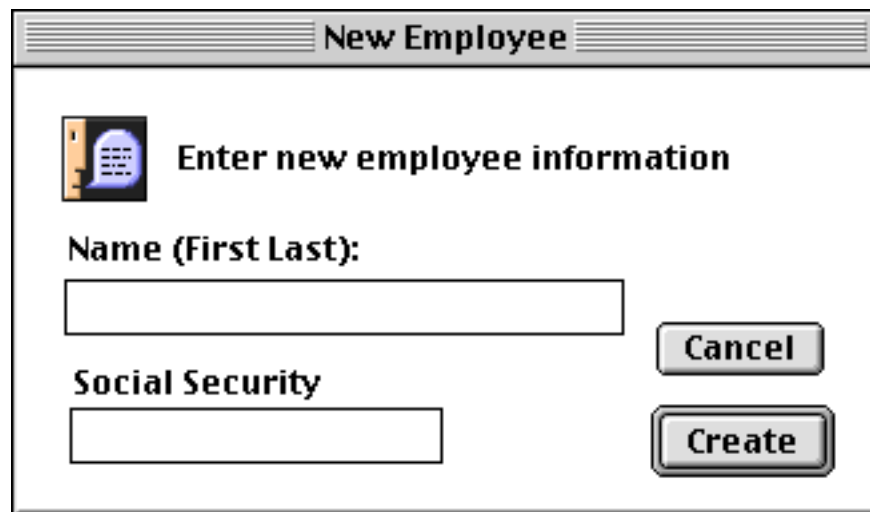 New Employee
Enter new employee information
Name (First Last):
Cancel
Social Security
Create